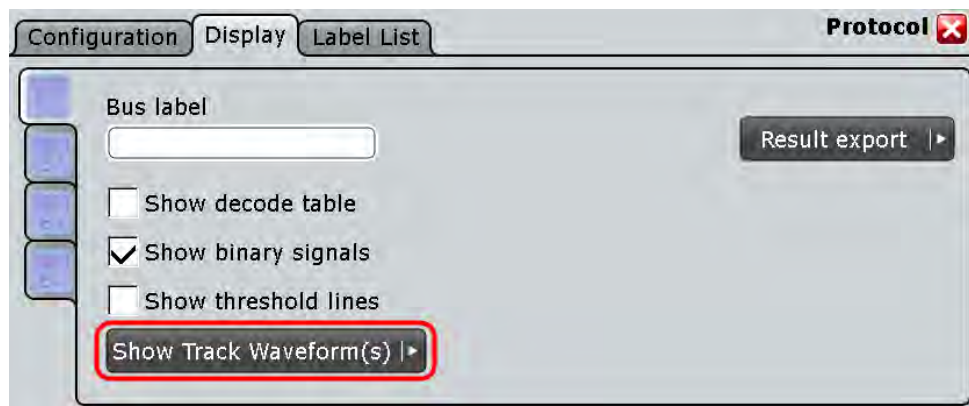 Configuration Display Label List Protocol
Bus label
Result export
Show decode table
Show binary signals
Show threshold lines
Show Track Waveform(s)